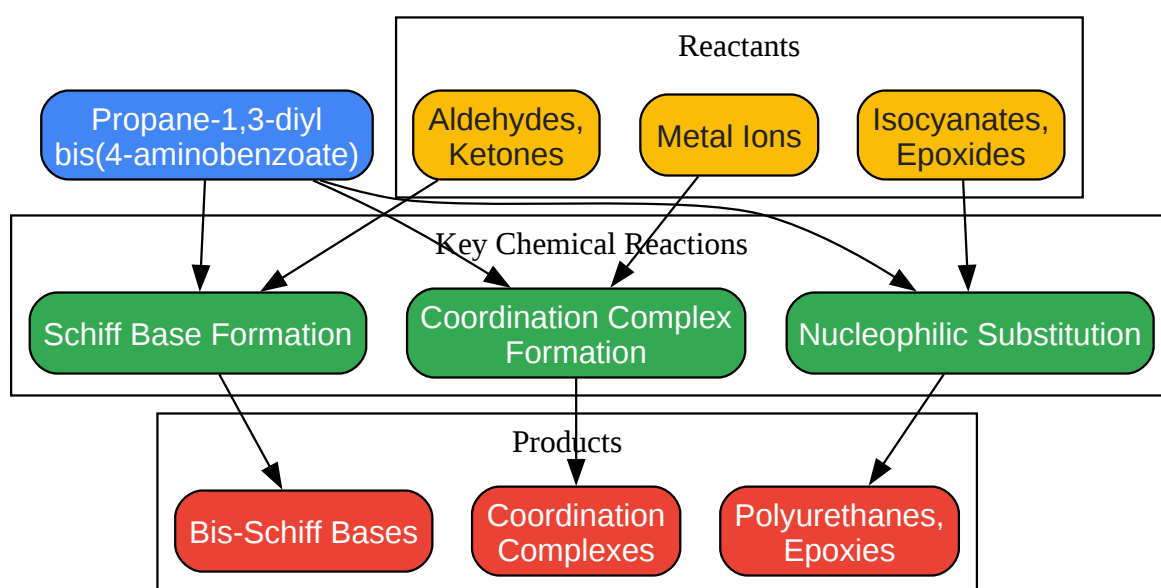 Reactants
Propane-1,3-diyl
bis(4-aminobenzoate)
Aldehydes,
Ketones
Metal Ions
Isocyanates,
Epoxides
Key Chemical Reactions
Schiff Base Formation
Coordination Complex
Formation
Nucleophilic Substitution
Products
Bis-Schiff Bases
Coordination
Complexes
Polyurethanes,
Epoxies